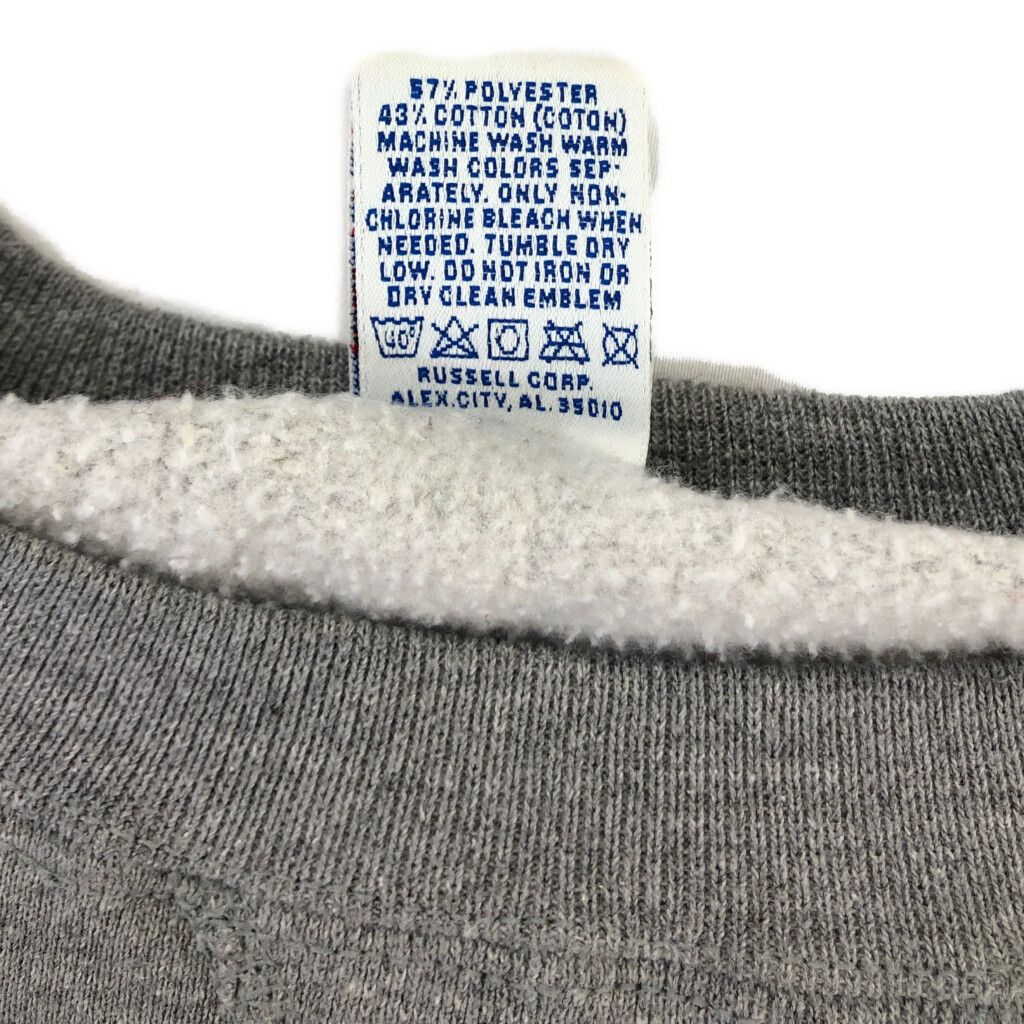 57% POLYESTER
43% COTTON (COTON)
MACHINE WASH WARM
WASH COLORS SEP-
ARATELY. ONLY NON-
CHLORINE BLEACH WHEN
NEEDED. TUMBLE DRY
LOW. DO NOT IRON OR
DRY CLEAN EMBLEM
40°
RUSSELL CORP.
ALEX.CITY, AL. 35010